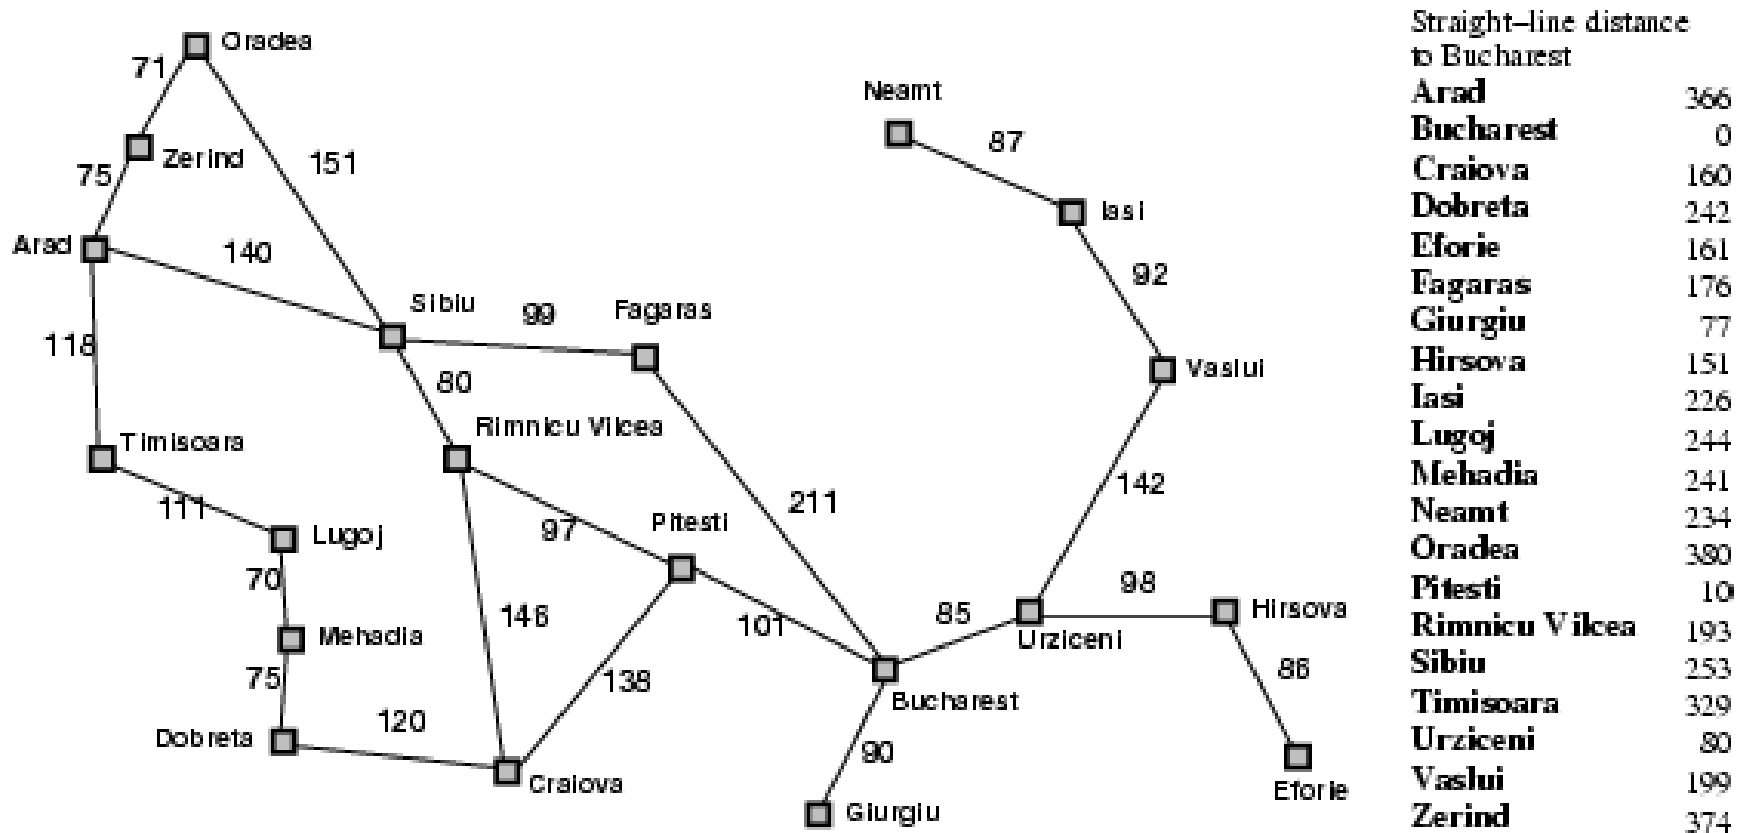 Oradea
71
Neamt
87
Zerind
151
75
Iasi
Arad
140
92
Sibiu
99
Fagaras
118
80
Vaslui
Timisoara
Rimnicu Vilcea
111
211
142
Lugoj
97
Pitesti
70
98
146
85
Hirsova
Mehadia
101
Urziceni
75
138
86
Bucharest
120
Dobreta
90
Craiova
Eforie
Giurgiu
Straight–line distance
to Bucharest
Arad 366
Bucharest 0
Craiova 160
Dobreta 242
Eforie 161
Fagaras 176
Giurgiu 77
Hirsova 151
Iasi 226
Lugoj 244
Mehadia 241
Neamt 234
Oradea 380
Pitesti 10
Rimnicu Vilcea 193
Sibiu 253
Timisoara 329
Urziceni 80
Vaslui 199
Zerind 374